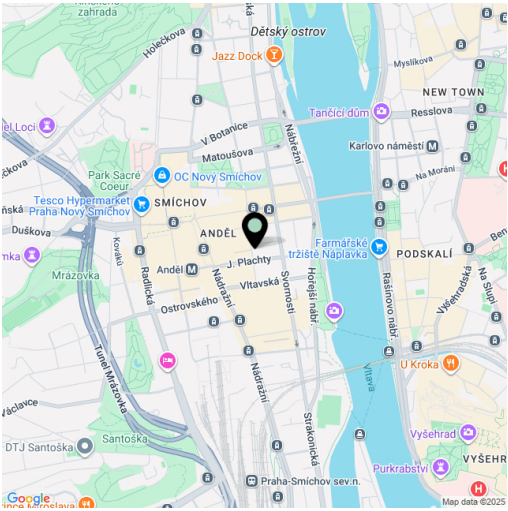 Kinského
zahrada
Dětský ostrov
Holečkova
Jazz Dock
Myslíkova
NEW TOWN
Tančící dům
Resslova
V Botanice
Nábřežní
Karlovo náměstí
Matoušova
Na Moráni
Park Sacré
Coeur
OC Nový Smíchov
Tesco Hypermarket
Praha Nový Smíchov
SMÍCHOV
Duškova
ANDĚL
Farmářské
tržiště Náplavka
PODSKALÍ
Kováků
Mrázovka
Radlická
Anděl
J. Plachty
Nádražní
Vltavská
Svornosti
Hořejší nábř.
Rašínovo nábř.
Vyšehradská
Na Slupi
Ostrovského
Tunel Mrázovka
Nádražní
Vltava
U Kroka
Strakonická
Václavce
Santoška
DTJ Santoška
Vyšehrad
VYŠEHR
Purkrabství
Praha-Smíchov sev.n.
Google
Map data ©2025